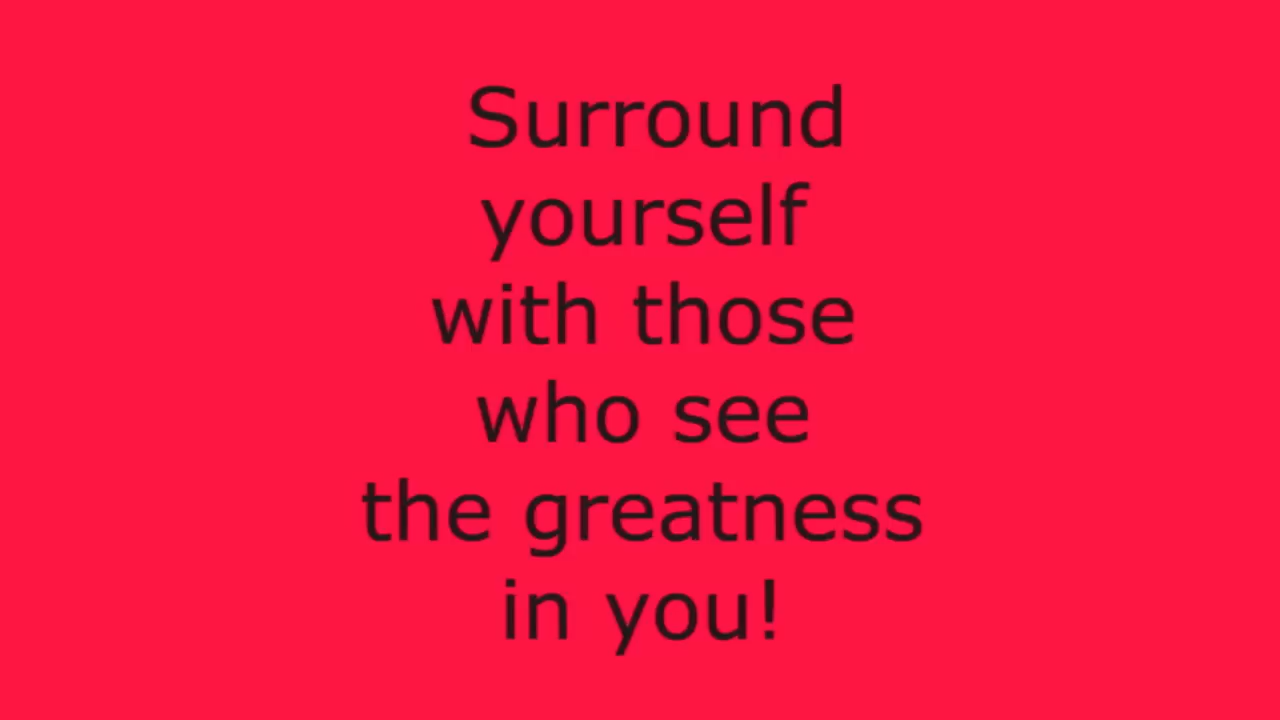 Surround
yourself
with those
who see
the greatness
in you!